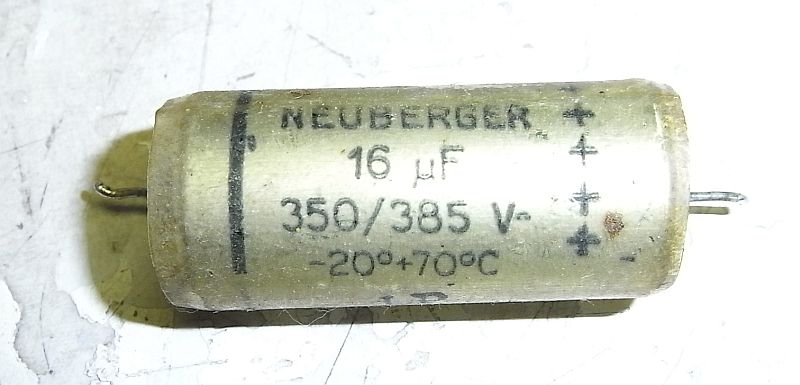 NEUBERGER
16 µF
350/385 V=
-20°+70°C
+
+
+
+
-